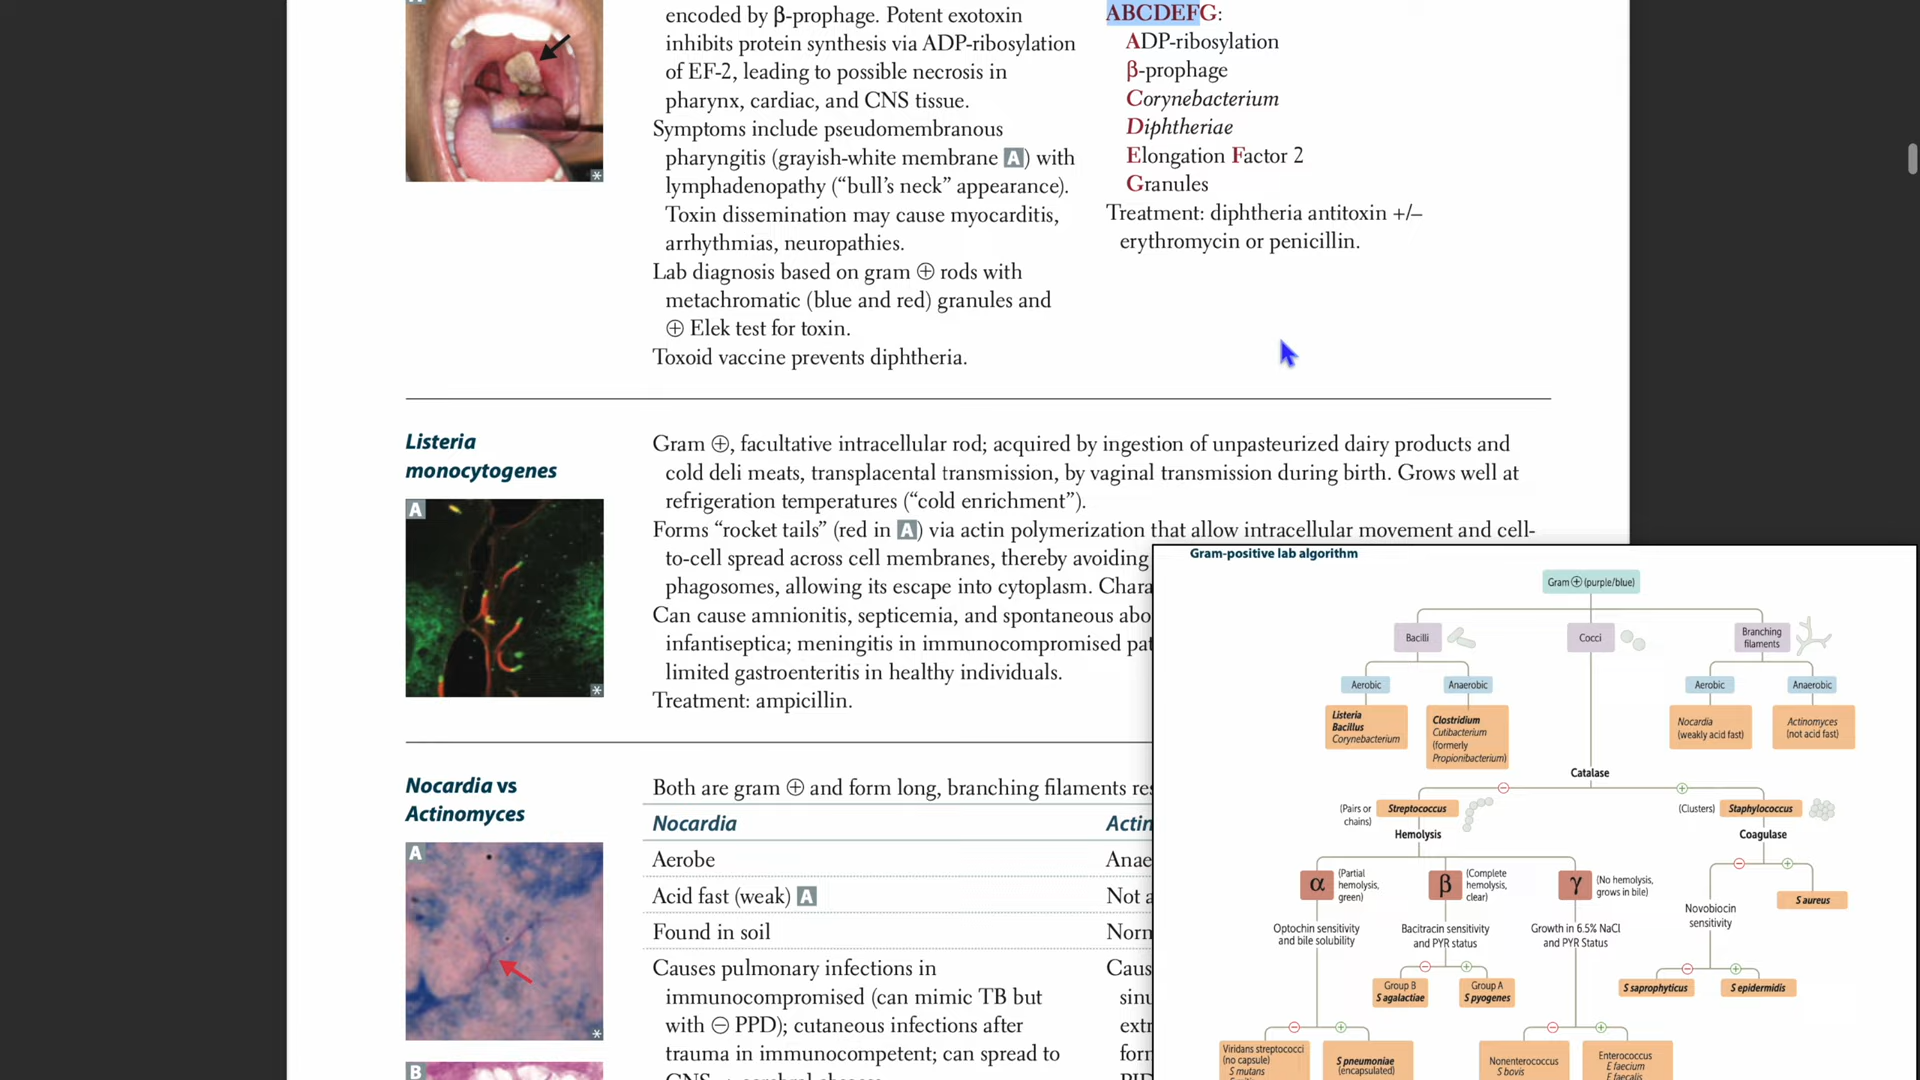 encoded by β-prophage. Potent exotoxin
inhibits protein synthesis via ADP-ribosylation
of EF-2, leading to possible necrosis in
pharynx, cardiac, and CNS tissue.
Symptoms include pseudomembranous
pharyngitis (grayish-white membrane A) with
lymphadenopathy (“bull’s neck” appearance).
Toxin dissemination may cause myocarditis,
arrhythmias, neuropathies.
Lab diagnosis based on gram ⊕ rods with
metachromatic (blue and red) granules and
⊕ Elek test for toxin.
Toxoid vaccine prevents diphtheria.
ABCDEFG:
ADP-ribosylation
β-prophage
Corynebacterium
Diphtheriae
Elongation Factor 2
Granules
Treatment: diphtheria antitoxin +/–
erythromycin or penicillin.
Listeria
monocytogenes
A
Gram ⊕, facultative intracellular rod; acquired by ingestion of unpasteurized dairy products and
cold deli meats, transplacental transmission, by vaginal transmission during birth. Grows well at
refrigeration temperatures (“cold enrichment”).
Forms “rocket tails” (red in A) via actin polymerization that allow intracellular movement and cell-
to-cell spread across cell membranes, thereby avoiding
phagosomes, allowing its escape into cytoplasm. Chara
Can cause amnionitis, septicemia, and spontaneous abo
infantiseptica; meningitis in immunocompromised pat
limited gastroenteritis in healthy individuals.
Treatment: ampicillin.
Nocardia vs
Actinomyces
A
B
Both are gram ⊕ and form long, branching filaments res
Nocardia
Actin
Aerobe
Anae
Acid fast (weak) A
Not a
Found in soil
Norn
Causes pulmonary infections in
immunocompromised (can mimic TB but
with ⊖ PPD); cutaneous infections after
trauma in immunocompetent; can spread to
Caus
sinu
extr
forn
Gram-positive lab algorithm
Gram ⊕ (purple/blue)
Bacilli
Cocci
Branching
filaments
Aerobic
Anaerobic
Aerobic
Anaerobic
Listeria
Bacillus
Corynebacterium
Clostridium
Cutibacterium
(formerly
Propionibacterium)
Nocardia
(weakly acid fast)
Actinomyces
(not acid fast)
Catalase
⊖
⊕
(Pairs or
chains)
Streptococcus
(Clusters)
Staphylococcus
Hemolysis
Coagulase
⊖
⊕
α
(Partial
hemolysis,
green)
β
(Complete
hemolysis,
clear)
γ
(No hemolysis,
grows in bile)
S aureus
Novobiocin
sensitivity
Optochin sensitivity
and bile solubility
Bacitracin sensitivity
and PYR status
Growth in 6.5% NaCl
and PYR Status
⊖
⊕
⊖
⊕
Group B
S agalactiae
Group A
S pyogenes
S saprophyticus
S epidermidis
⊖
⊕
⊖
⊕
Viridans streptococci
(no capsule)
S mutans
S pneumoniae
(encapsulated)
Nonenterococcus
S bovis
Enterococcus
E faecium
E faecalis